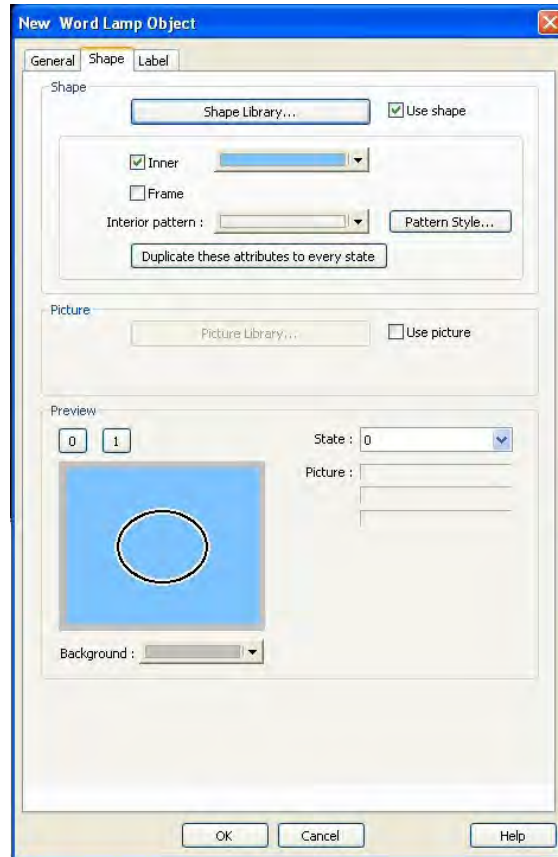 New Word Lamp Object
General Shape Label
Shape
Shape Library... Use shape
Inner
Frame
Interior pattern : Pattern Style...
Duplicate these attributes to every state
Picture
Picture Library... Use picture
Preview
0 1 State : 0
Picture :
Background :
OK Cancel Help